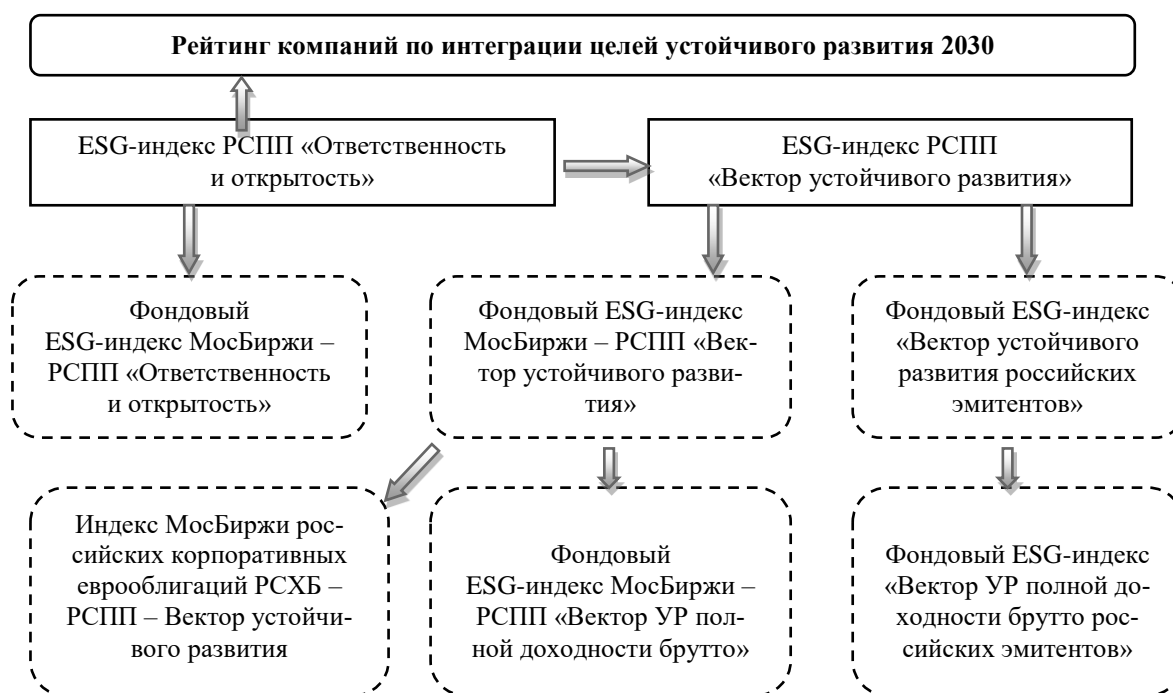 Рейтинг компаний по интеграции целей устойчивого развития 2030
ESG-индекс РСПП «Ответственность
и открытость»
ESG-индекс РСПП
«Вектор устойчивого развития»
Фондовый
ESG-индекс МосБиржи –
РСПП «Ответственность
и открытость»
Фондовый ESG-индекс
МосБиржи – РСПП «Век-
тор устойчивого разви-
тия»
Фондовый ESG-индекс
«Вектор устойчивого
развития российских
эмитентов»
Индекс МосБиржи рос-
сийских корпоративных
еврооблигаций РСХБ –
РСПП – Вектор устойчи-
вого развития
Фондовый
ESG-индекс МосБиржи –
РСПП «Вектор УР пол-
ной доходности брутто»
Фондовый ESG-индекс
«Вектор УР полной до-
ходности брутто рос-
сийских эмитентов»